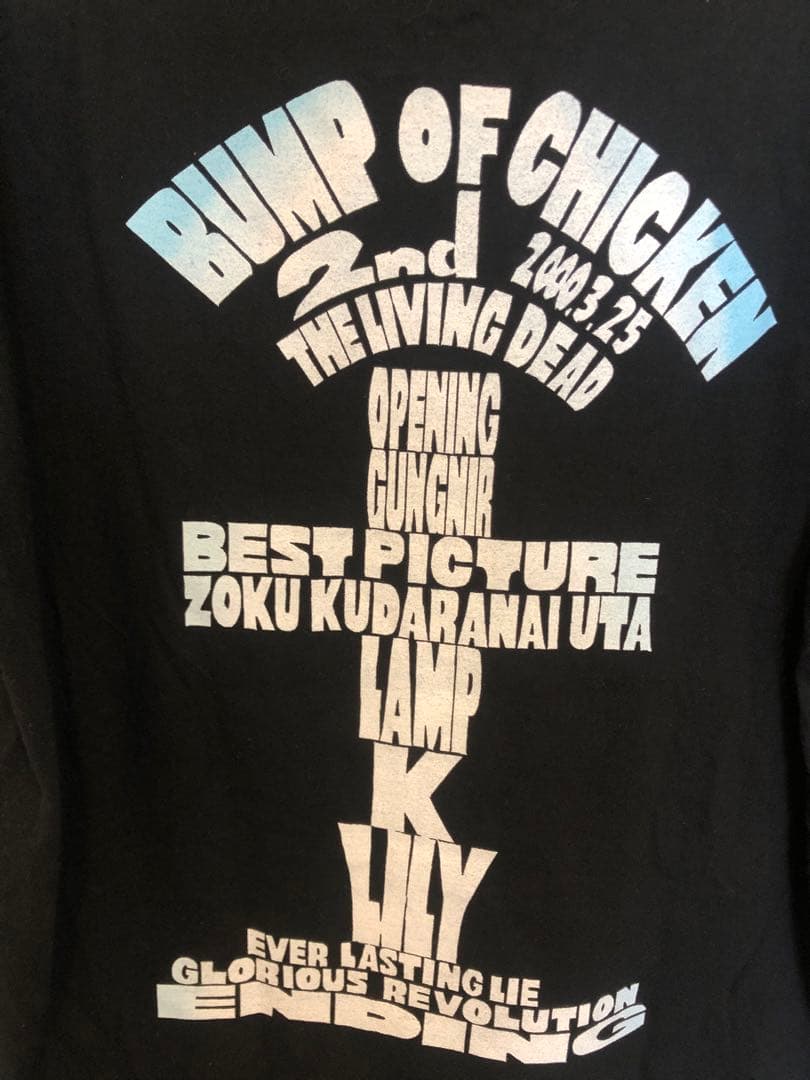 BUMP OF CHICKEN
2nd 2000.3.25
THE LIVING DEAD
OPENING
GUNGNIR
BEST PICTURE
ZOKU KUDARANAI UTA
LAMP
K
LILY
EVER LASTING LIE
GLORIOUS REVOLUTION
ENDING